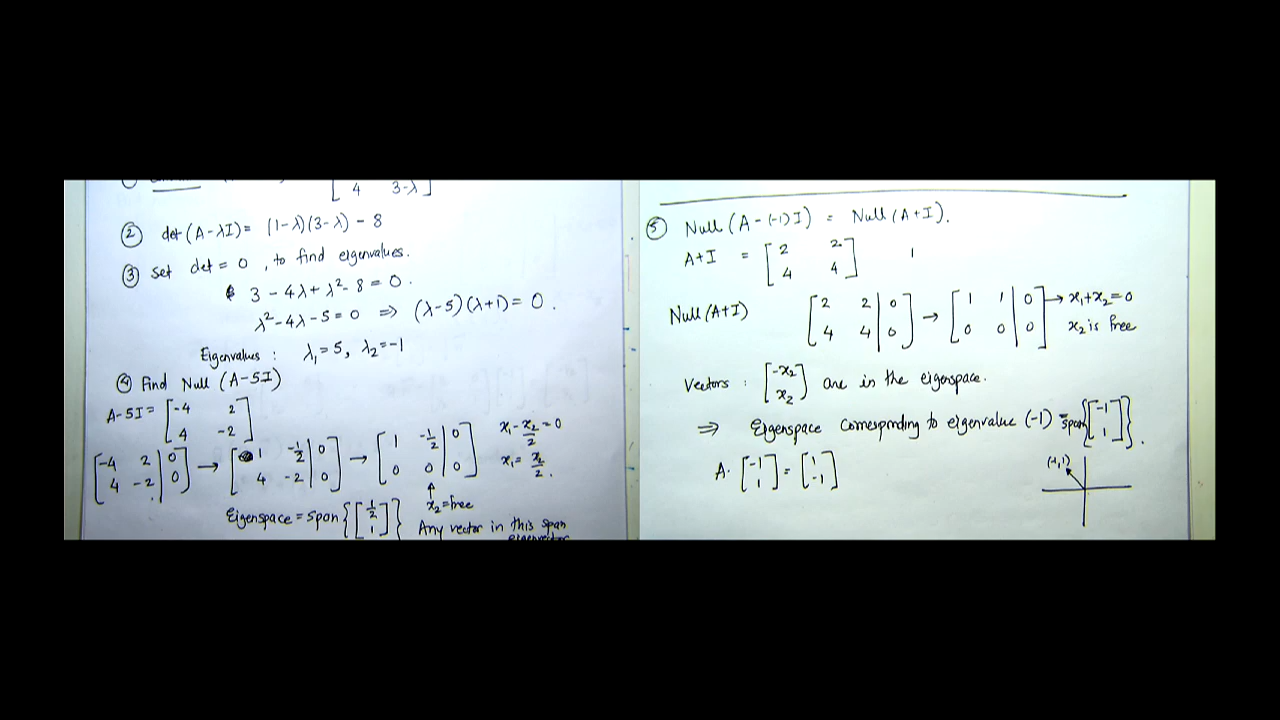 4 3-λ ]
② det (A-λI) = (1-λ)(3-λ) - 8
③ Set det = 0 , to find eigenvalues.
3 - 4λ + λ² - 8 = 0 .
λ² - 4λ - 5 = 0 ⇒ (λ-5)(λ+1) = 0 .
Eigenvalues : λ₁ = 5, λ₂ = -1
④ Find Null (A-5I)
A-5I = [ -4 2
4 -2 ]
[ -4 2 | 0
4 -2 | 0 ] → [ 1 -1/2 | 0
4 -2 | 0 ] → [ 1 -1/2 | 0
0 0 | 0 ]
x₁ - x₂/2 = 0
x₁ = x₂/2 .
↑
x₂ = free
Eigenspace = Span { [ 1/2
1 ] }
Any vector in this span
eigenvector
⑤ Null (A - (-1) I) = Null (A+I).
A+I = [ 2 2
4 4 ] 1
Null (A+I) [ 2 2 | 0
4 4 | 0 ] → [ 1 1 | 0
0 0 | 0 ] → x₁+x₂=0
x₂ is free
Vectors : [ -x₂
x₂ ] are in the eigenspace.
⇒ Eigenspace corresponding to eigenvalue (-1) = Span { [ -1
1 ] } .
A · [ -1
1 ] = [ 1
-1 ]
(-1,1)